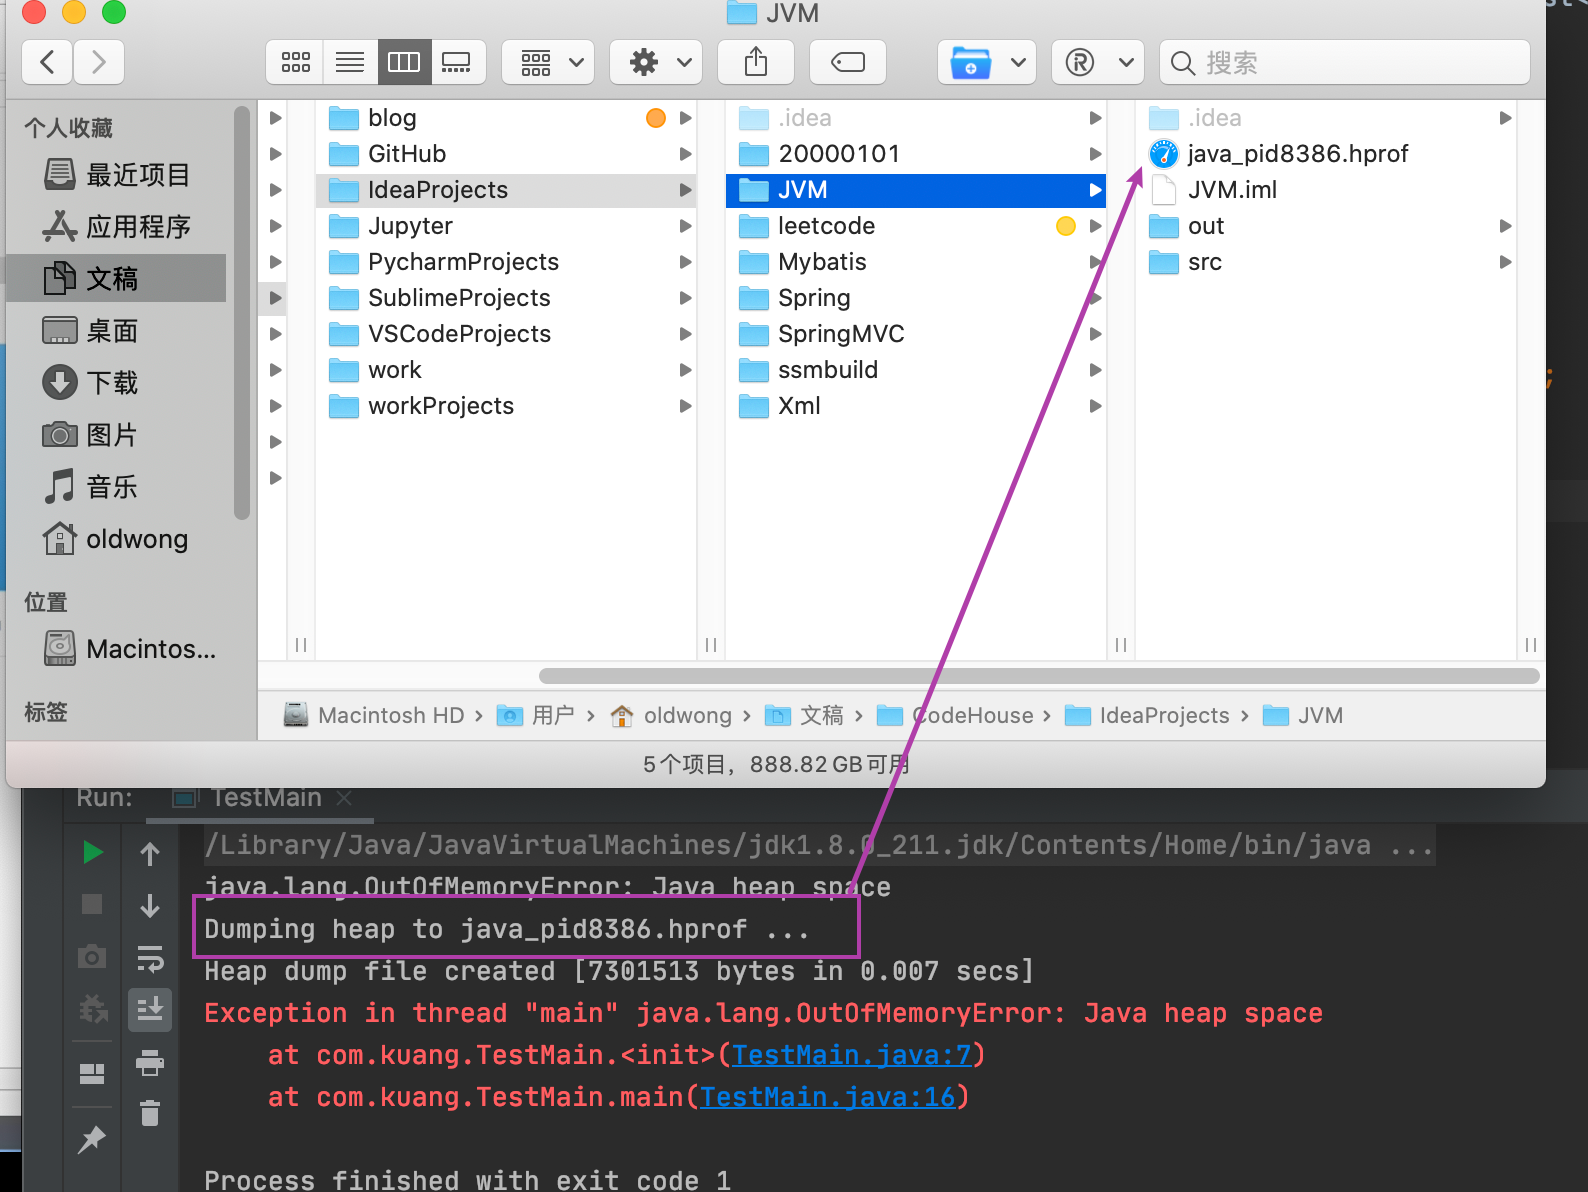 JVM
搜索
个人收藏
最近项目
应用程序
文稿
桌面
下载
图片
音乐
oldwong
位置
Macintos...
标签
blog
GitHub
IdeaProjects
Jupyter
PycharmProjects
SublimeProjects
VSCodeProjects
work
workProjects
.idea
20000101
JVM
leetcode
Mybatis
Spring
SpringMVC
ssmbuild
Xml
.idea
java_pid8386.hprof
JVM.iml
out
src
Macintosh HD › 用户 › oldwong › 文稿 › CodeHouse › IdeaProjects › JVM
5个项目，888.82 GB可用
Run: TestMain
/Library/Java/JavaVirtualMachines/jdk1.8.0_211.jdk/Contents/Home/bin/java ...
java.lang.OutOfMemoryError: Java heap space
Dumping heap to java_pid8386.hprof ...
Heap dump file created [7301513 bytes in 0.007 secs]
Exception in thread "main" java.lang.OutOfMemoryError: Java heap space
at com.kuang.TestMain.<init>(TestMain.java:7)
at com.kuang.TestMain.main(TestMain.java:16)
Process finished with exit code 1